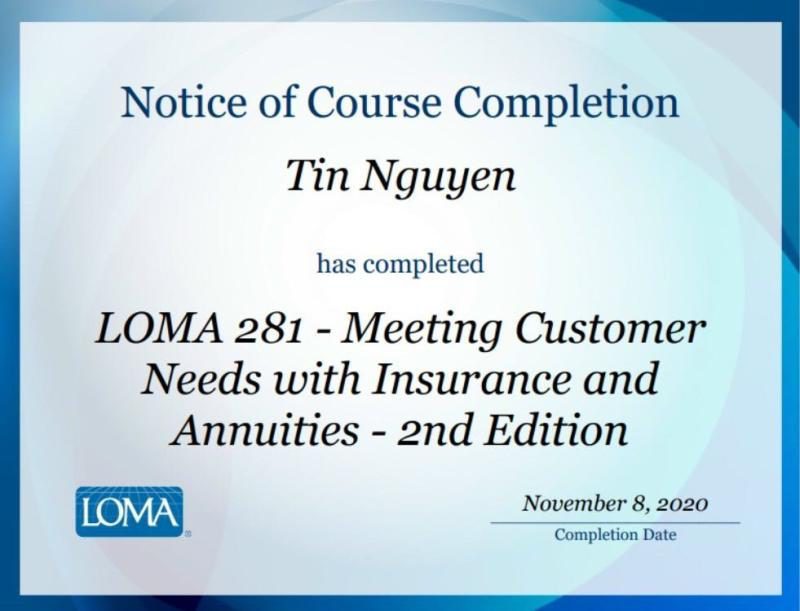 Notice of Course Completion
Tin Nguyen
has completed
LOMA 281 - Meeting Customer
Needs with Insurance and
Annuities - 2nd Edition
LOMA®
November 8, 2020
Completion Date